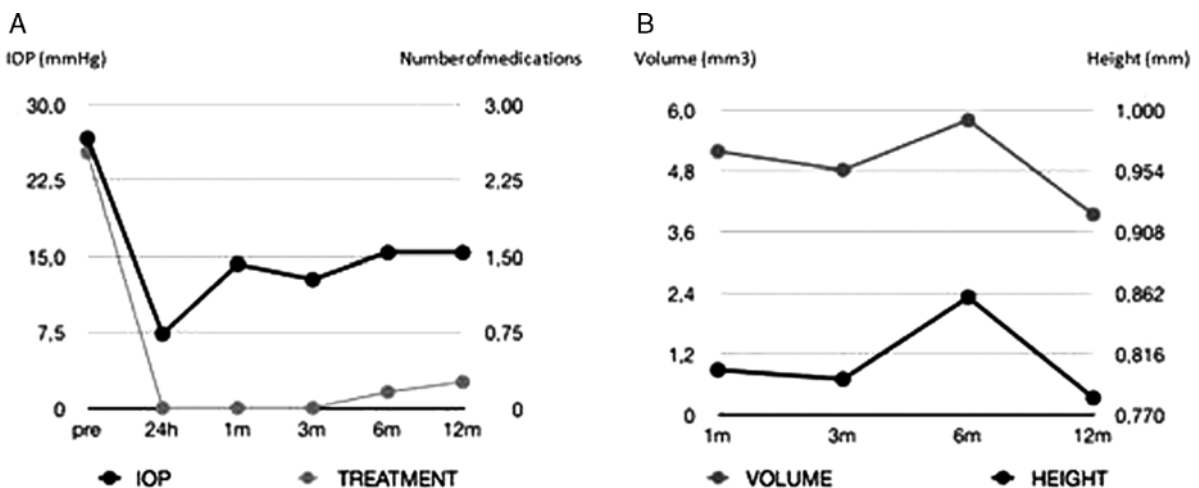 A
IOP (mmHg) Numberofmedications
30.0 3.00
22.5 2.25
15.0 1.50
7.5 0.75
0 0
pre 24h 1m 3m 6m 12m
IOP TREATMENT
B
Volume (mm3) Height (mm)
6.0 1.000
4,8 0,954
3,6 0,908
2,4 0,862
1,2 0,816
0 0.770
1m 3m 6m 12m
VOLUME HEIGHT